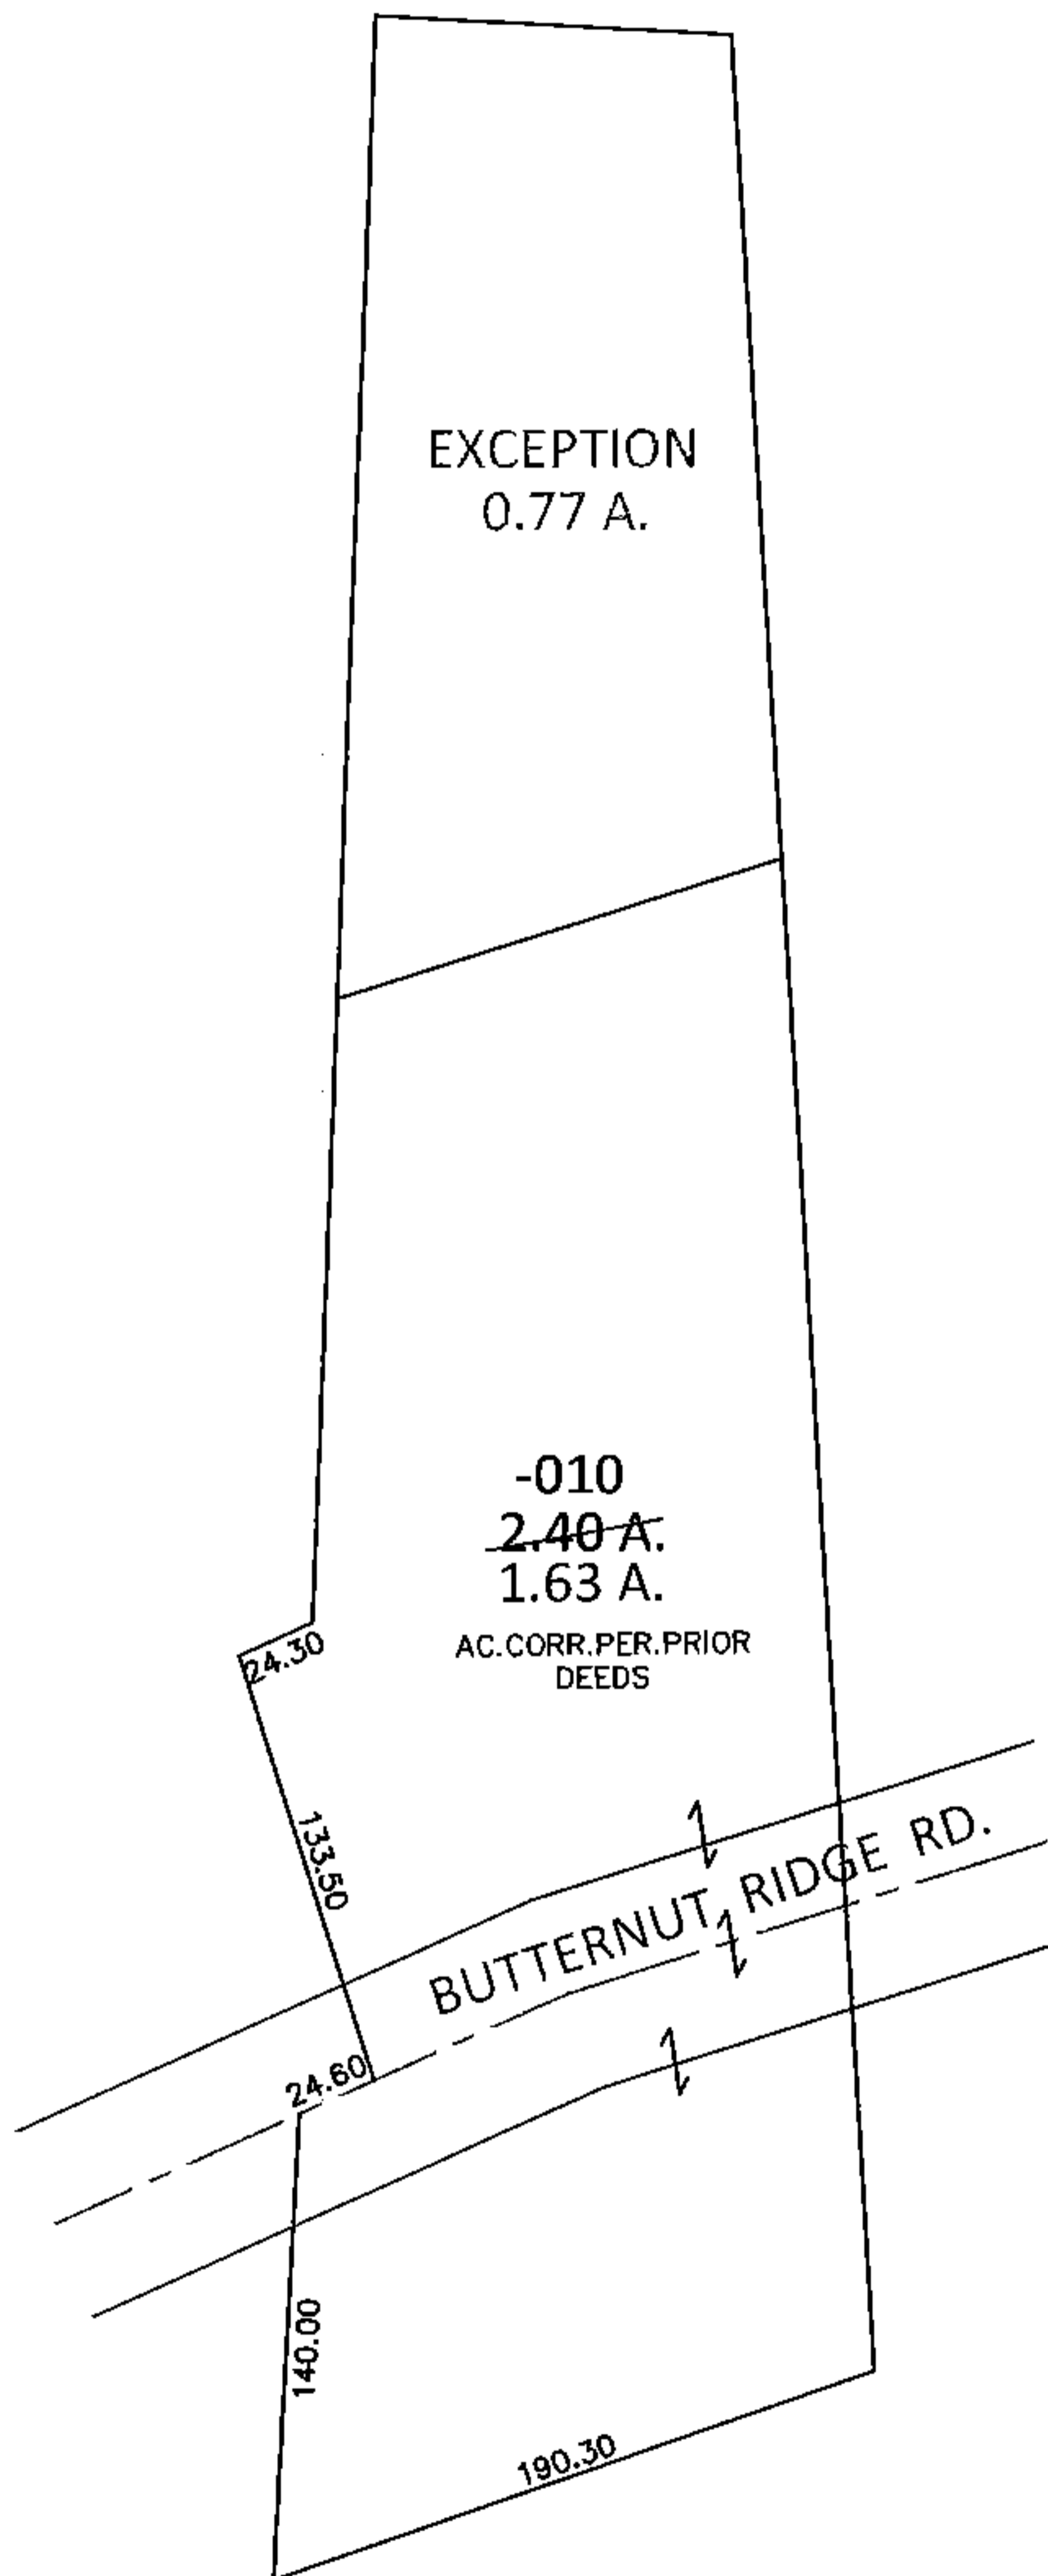 EXCEPTION
0.77 A.
-010
2.40 A.
1.63 A.
AC.CORR.PER.PRIOR
DEEDS
24.30
133.50
BUTTERNUT RIDGE RD.
24.60
140.00
190.30